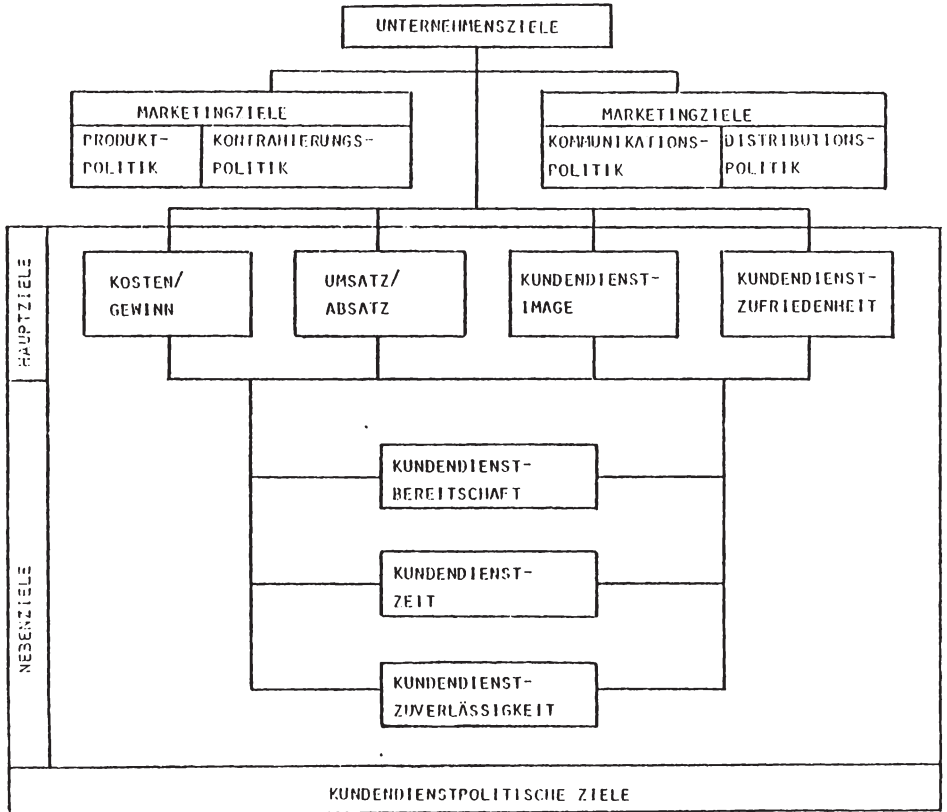 UNTERNEHMENSZIELE
MARKETINGZIELE
PRODUKT-
POLITIK
KONTRAHIERUNGS-
POLITIK
MARKETINGZIELE
KOMMUNIKATIONS-
POLITIK
DISTRIBUTIONS-
POLITIK
HAUPTZIELE
KOSTEN/
GEWINN
UMSATZ/
ABSATZ
KUNDENDIENST-
IMAGE
KUNDENDIENST-
ZUFRIEDENHEIT
NEBENZIELE
KUNDENDIENST-
BEREITSCHAFT
KUNDENDIENST-
ZEIT
KUNDENDIENST-
ZUVERLÄSSIGKEIT
KUNDENDIENSTPOLITISCHE ZIELE